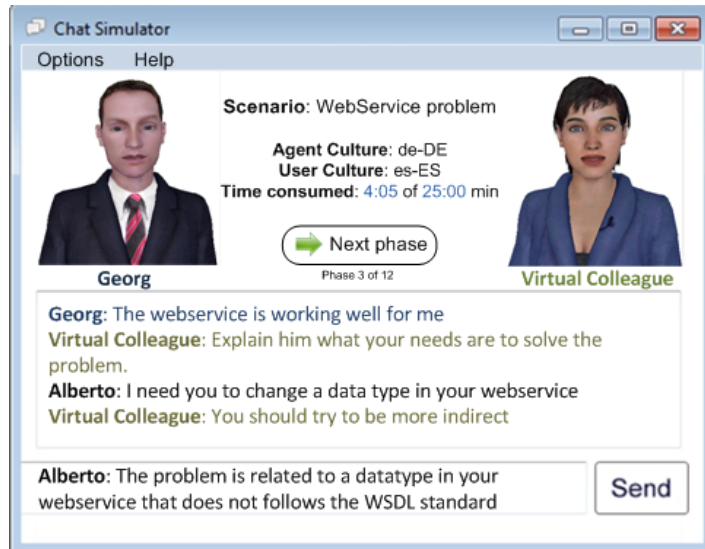 Chat Simulator
Options Help
Scenario: WebService problem
Agent Culture: de-DE
User Culture: es-ES
Time consumed: 4:05 of 25:00 min
Next phase
Phase 3 of 12
Georg
Virtual Colleague
Georg: The webservice is working well for me
Virtual Colleague: Explain him what your needs are to solve the
problem.
Alberto: I need you to change a data type in your webservice
Virtual Colleague: You should try to be more indirect
Alberto: The problem is related to a datatype in your
webservice that does not follows the WSDL standard
Send